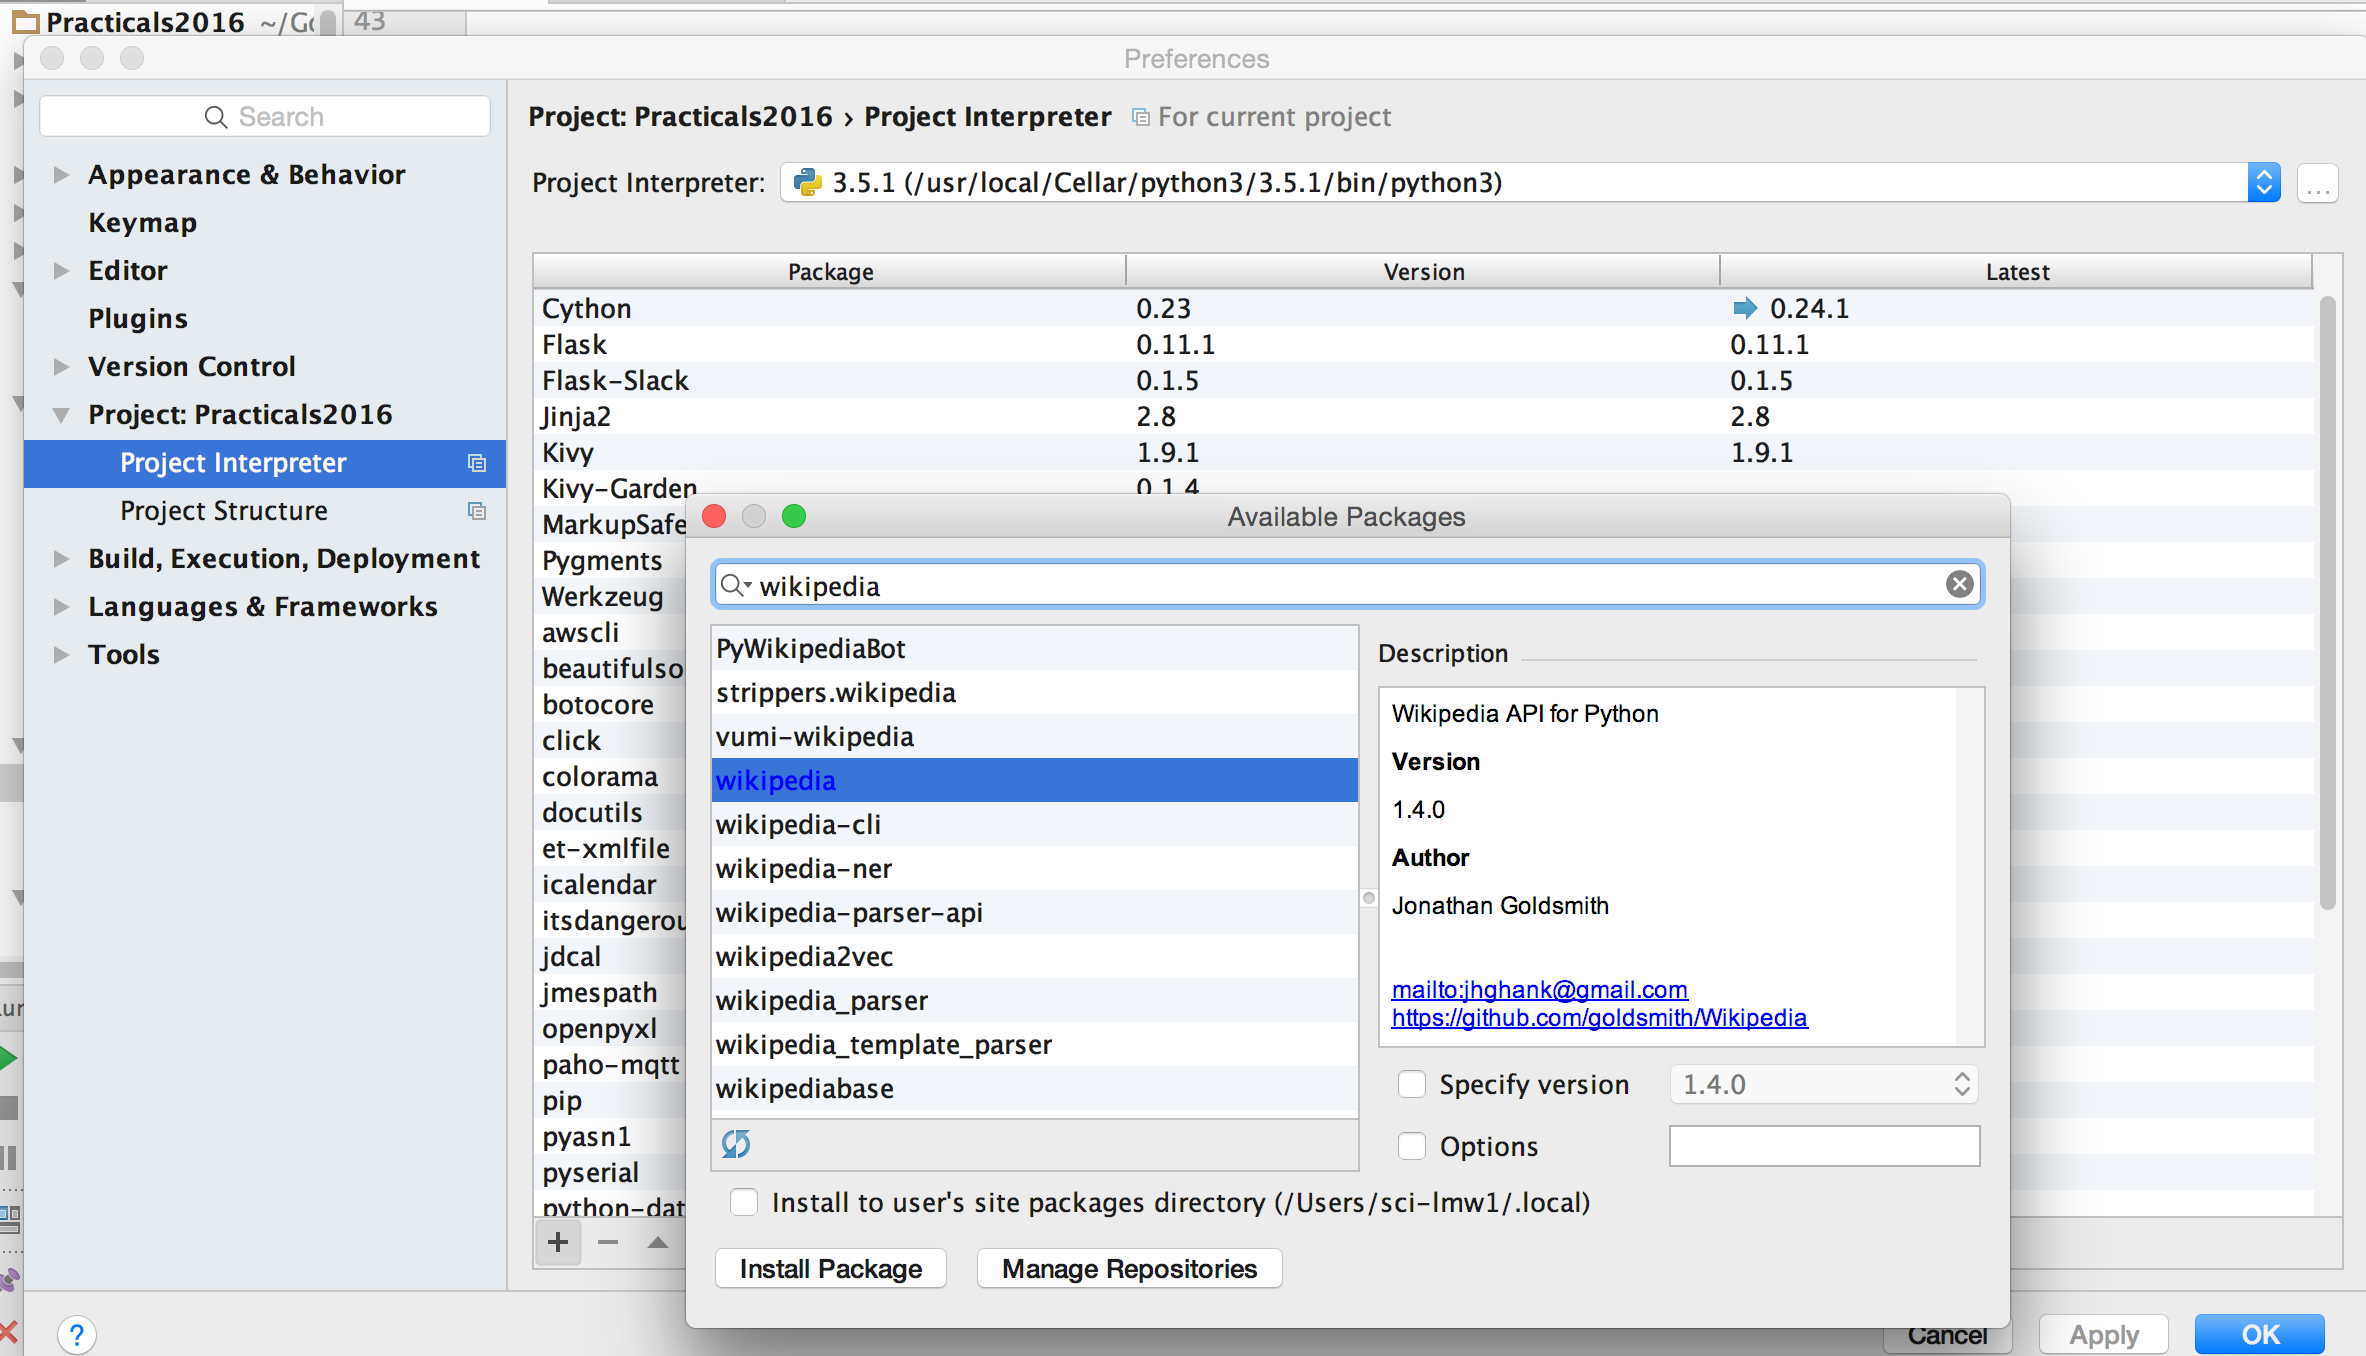 Practicals2016 ~/Go
43
Preferences
Search
Appearance & Behavior
Keymap
Editor
Plugins
Version Control
Project: Practicals2016
Project Interpreter
Project Structure
Build, Execution, Deployment
Languages & Frameworks
Tools
Project: Practicals2016 › Project Interpreter For current project
Project Interpreter: 3.5.1 (/usr/local/Cellar/python3/3.5.1/bin/python3) ...
Package Version Latest
Cython 0.23 0.24.1
Flask 0.11.1 0.11.1
Flask-Slack 0.1.5 0.1.5
Jinja2 2.8 2.8
Kivy 1.9.1 1.9.1
Kivy-Garden 0.1.4
MarkupSafe
Pygments
Werkzeug
awscli
beautifulso
botocore
click
colorama
docutils
et-xmlfile
icalendar
itsdangerou
jdcal
jmespath
openpyxl
paho-mqtt
pip
pyasn1
pyserial
python-dat
Available Packages
wikipedia
PyWikipediaBot
strippers.wikipedia
vumi-wikipedia
wikipedia
wikipedia-cli
wikipedia-ner
wikipedia-parser-api
wikipedia2vec
wikipedia_parser
wikipedia_template_parser
wikipediabase
Description
Wikipedia API for Python
Version
1.4.0
Author
Jonathan Goldsmith
mailto:jhghank@gmail.com
https://github.com/goldsmith/Wikipedia
Specify version 1.4.0
Options
Install to user's site packages directory (/Users/sci-lmw1/.local)
Install Package Manage Repositories
? Cancel Apply OK